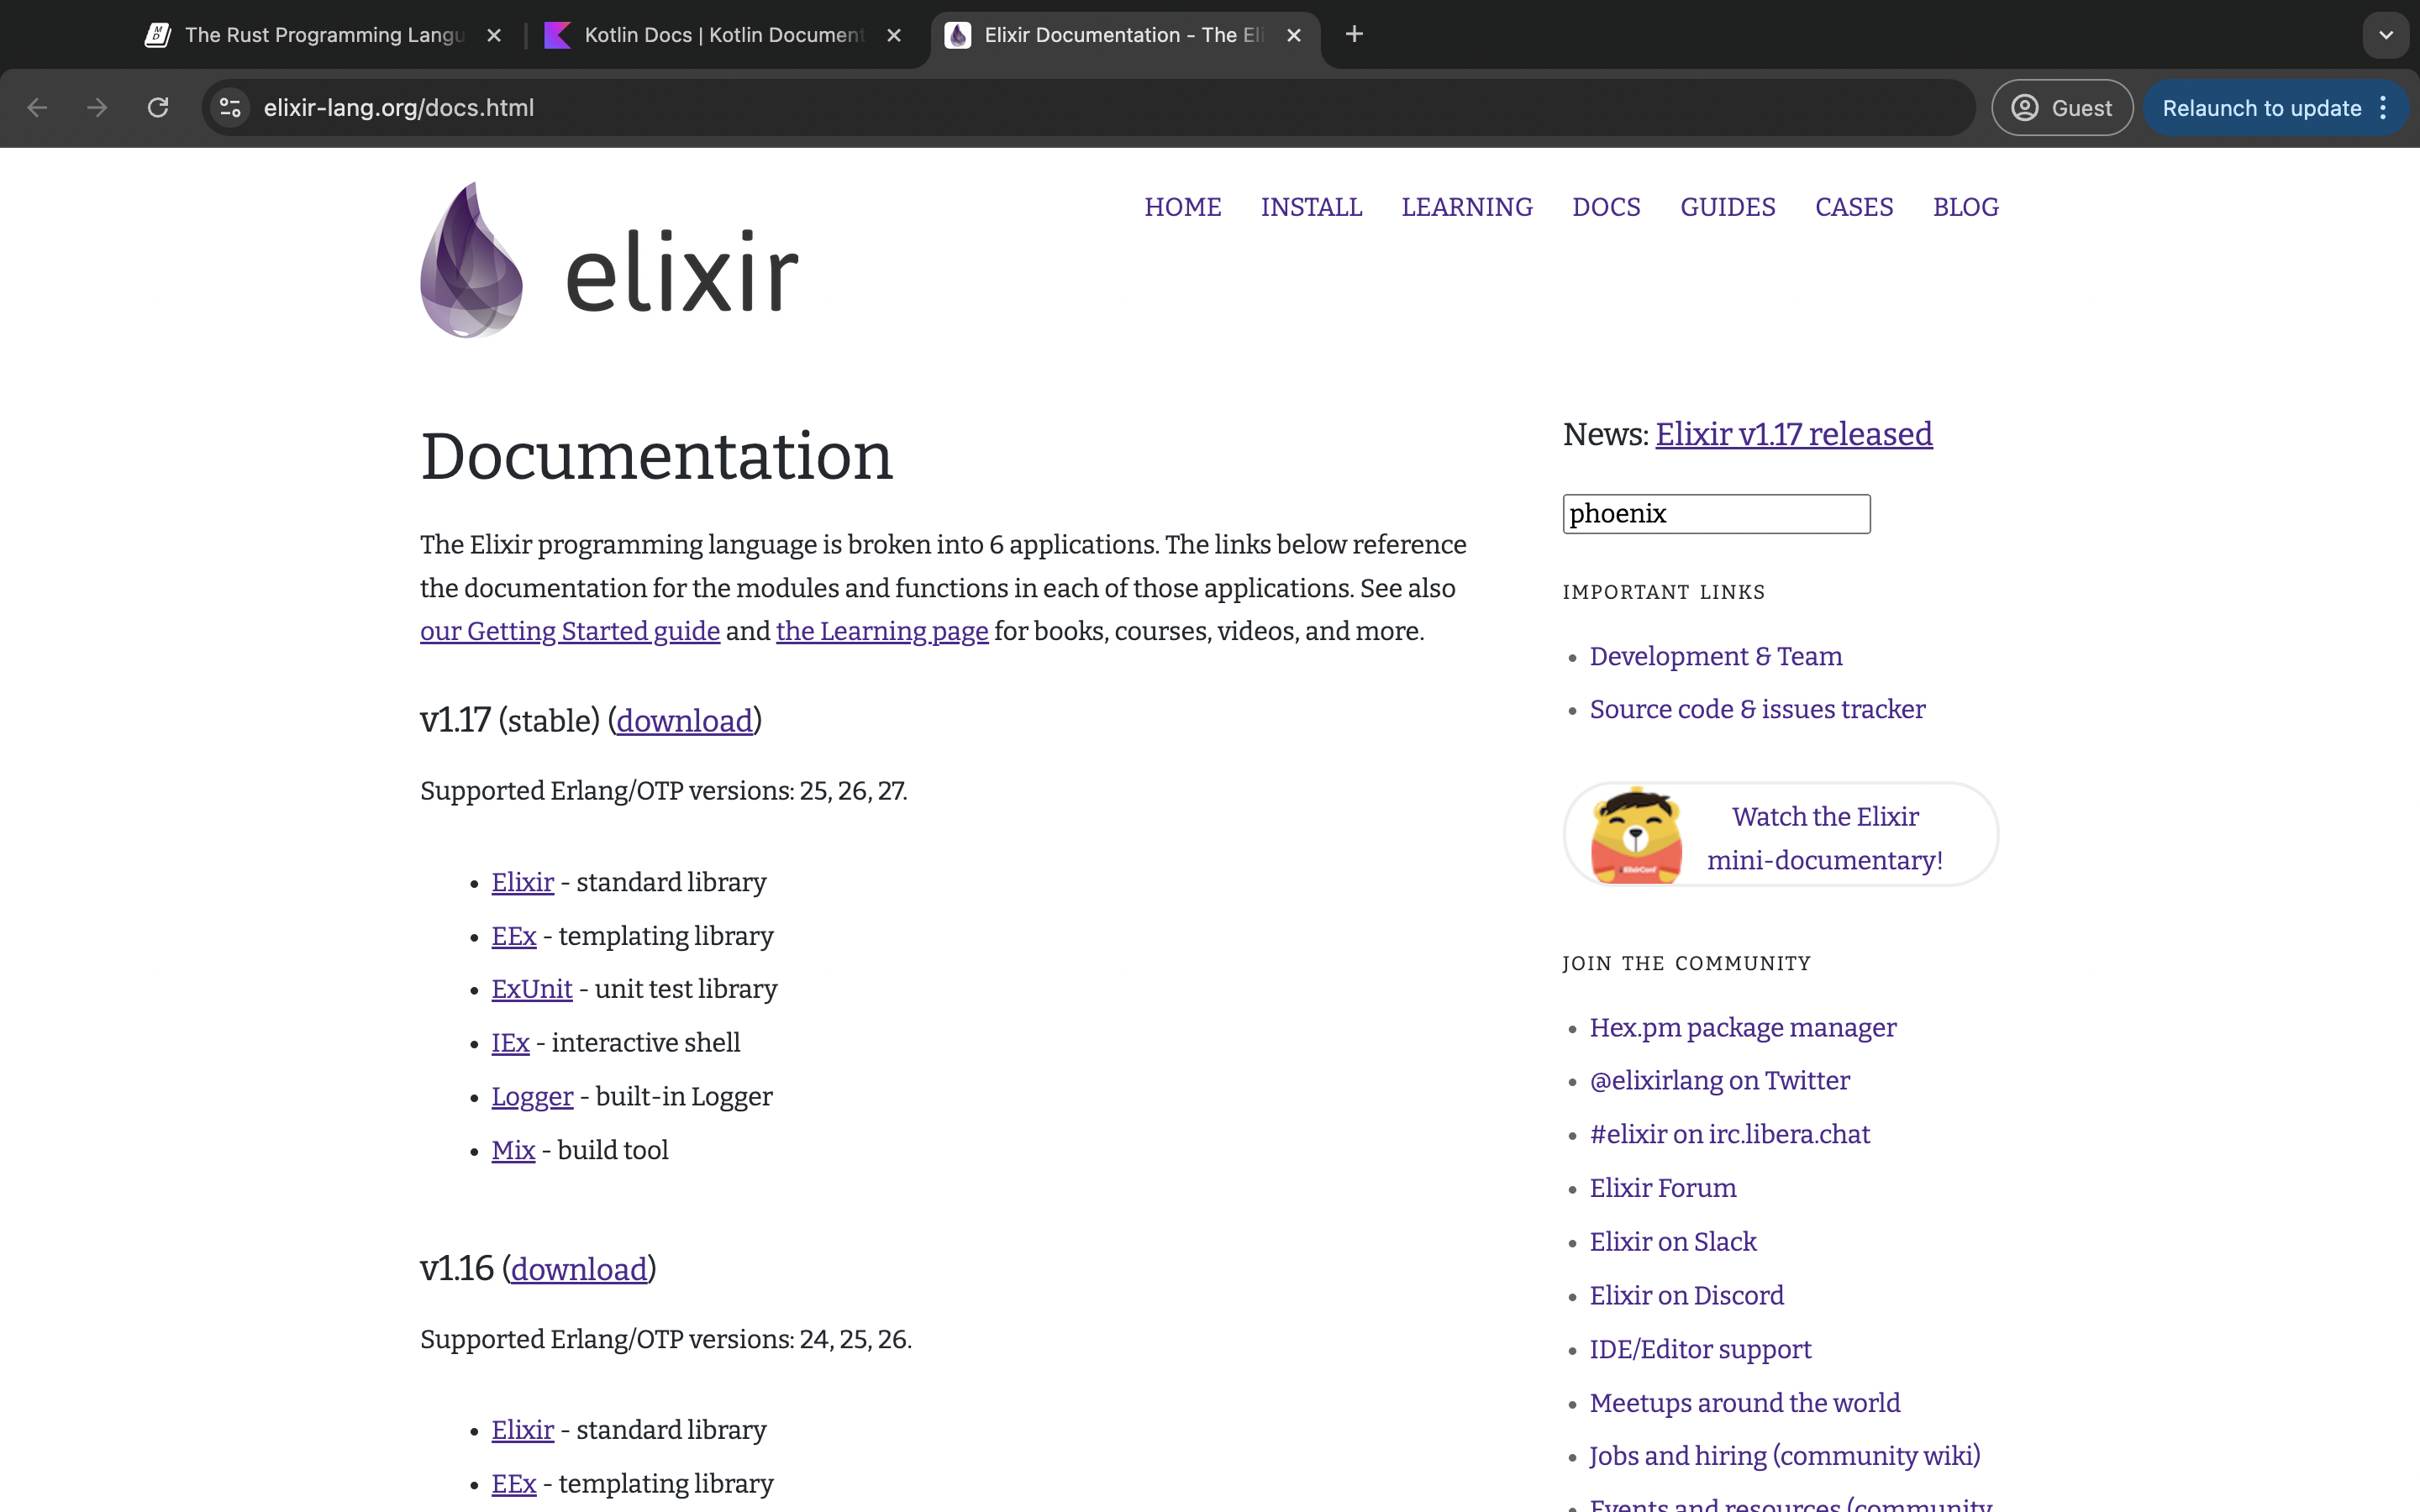 The Rust Programming Langu
Kotlin Docs | Kotlin Document
Elixir Documentation - The Eli
elixir-lang.org/docs.html
Guest
Relaunch to update
elixir
HOME INSTALL LEARNING DOCS GUIDES CASES BLOG
Documentation
The Elixir programming language is broken into 6 applications. The links below reference
the documentation for the modules and functions in each of those applications. See also
our Getting Started guide and the Learning page for books, courses, videos, and more.
v1.17 (stable) (download)
Supported Erlang/OTP versions: 25, 26, 27.
• Elixir - standard library
• EEx - templating library
• ExUnit - unit test library
• IEx - interactive shell
• Logger - built-in Logger
• Mix - build tool
v1.16 (download)
Supported Erlang/OTP versions: 24, 25, 26.
• Elixir - standard library
• EEx - templating library
News: Elixir v1.17 released
phoenix
IMPORTANT LINKS
• Development & Team
• Source code & issues tracker
ElixirConf
Watch the Elixir
mini-documentary!
JOIN THE COMMUNITY
• Hex.pm package manager
• @elixirlang on Twitter
• #elixir on irc.libera.chat
• Elixir Forum
• Elixir on Slack
• Elixir on Discord
• IDE/Editor support
• Meetups around the world
• Jobs and hiring (community wiki)
• Events and resources (community